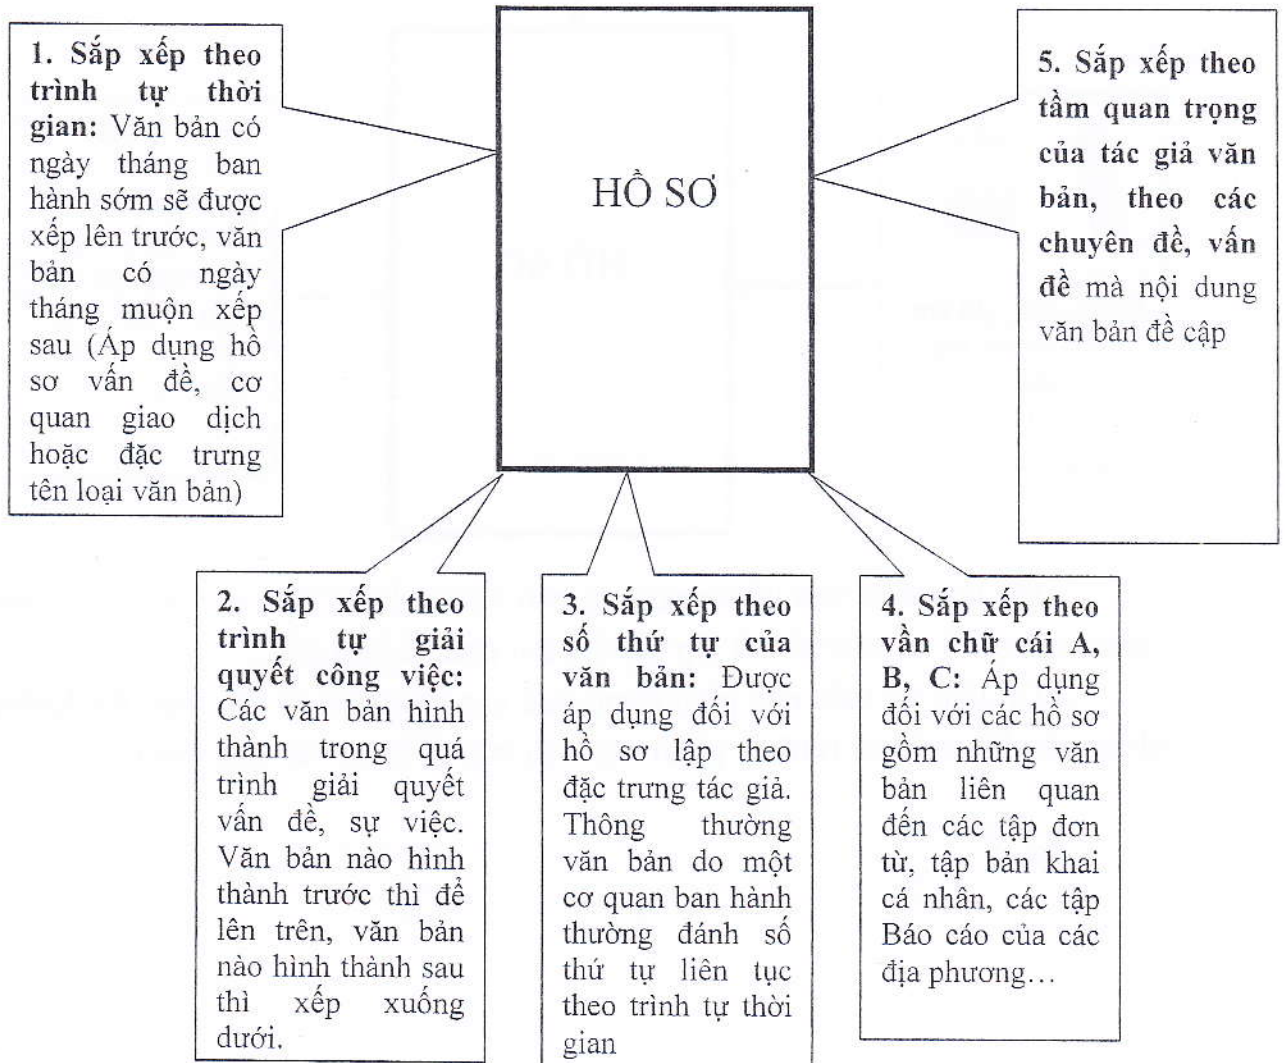 1. Sắp xếp theo
trình tự thời
gian: Văn bản có
ngày tháng ban
hành sớm sẽ được
xếp lên trước, văn
bản có ngày
tháng muộn xếp
sau (Áp dụng hồ
sơ vấn đề, cơ
quan giao dịch
hoặc đặc trưng
tên loại văn bản)
HỒ SƠ
5. Sắp xếp theo
tầm quan trọng
của tác giả văn
bản, theo các
chuyên đề, vấn
đề mà nội dung
văn bản đề cập
2. Sắp xếp theo
trình tự giải
quyết công việc:
Các văn bản hình
thành trong quá
trình giải quyết
vấn đề, sự việc.
Văn bản nào hình
thành trước thì để
lên trên, văn bản
nào hình thành sau
thì xếp xuống
dưới.
3. Sắp xếp theo
số thứ tự của
văn bản: Được
áp dụng đối với
hồ sơ lập theo
đặc trưng tác giả.
Thông thường
văn bản do một
cơ quan ban hành
thường đánh số
thứ tự liên tục
theo trình tự thời
gian
4. Sắp xếp theo
vần chữ cái A,
B, C: Áp dụng
đối với các hồ sơ
gồm những văn
bản liên quan
đến các tập đơn
từ, tập bản khai
cá nhân, các tập
Báo cáo của các
địa phương…